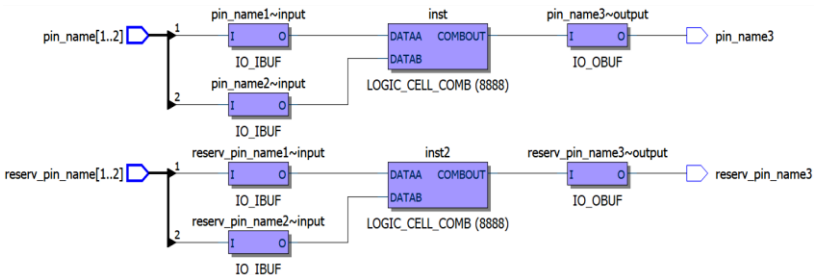 pin_name1~input inst pin_name3~output
pin_name[1..2] 1 I O DATAA COMBOUT I O pin_name3
IO_IBUF DATAB IO_OBUF
pin_name2~input LOGIC_CELL_COMB (8888)
2 I O
IO_IBUF
reserv_pin_name1~input inst2 reserv_pin_name3~output
reserv_pin_name[1..2] 1 I O DATAA COMBOUT I O reserv_pin_name3
IO_IBUF DATAB IO_OBUF
reserv_pin_name2~input LOGIC_CELL_COMB (8888)
2 I O
IO_IBUF